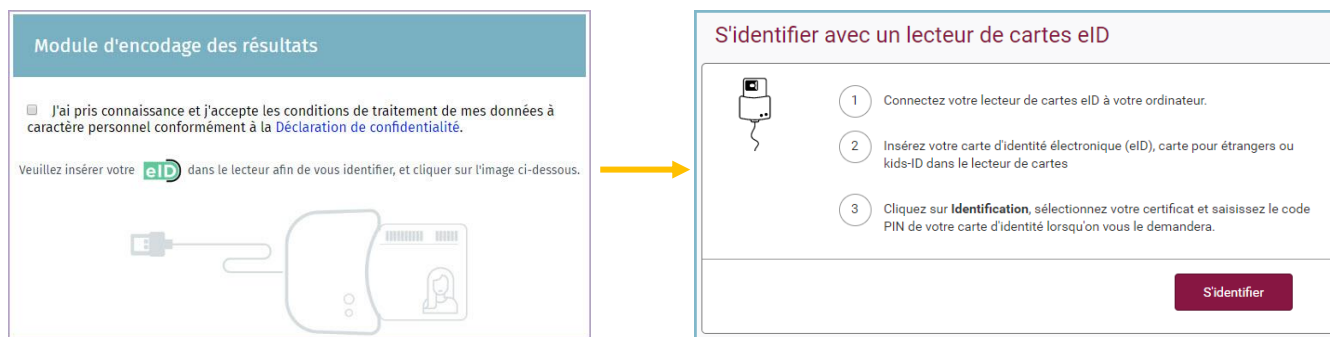 Module d'encodage des résultats
J'ai pris connaissance et j'accepte les conditions de traitement de mes données à
caractère personnel conformément à la Déclaration de confidentialité.
Veuillez insérer votre eID dans le lecteur afin de vous identifier, et cliquer sur l'image ci-dessous.
S'identifier avec un lecteur de cartes eID
1 Connectez votre lecteur de cartes eID à votre ordinateur.
2 Insérez votre carte d'identité électronique (eID), carte pour étrangers ou
kids-ID dans le lecteur de cartes
3 Cliquez sur Identification, sélectionnez votre certificat et saisissez le code
PIN de votre carte d'identité lorsqu'on vous le demandera.
S'identifier